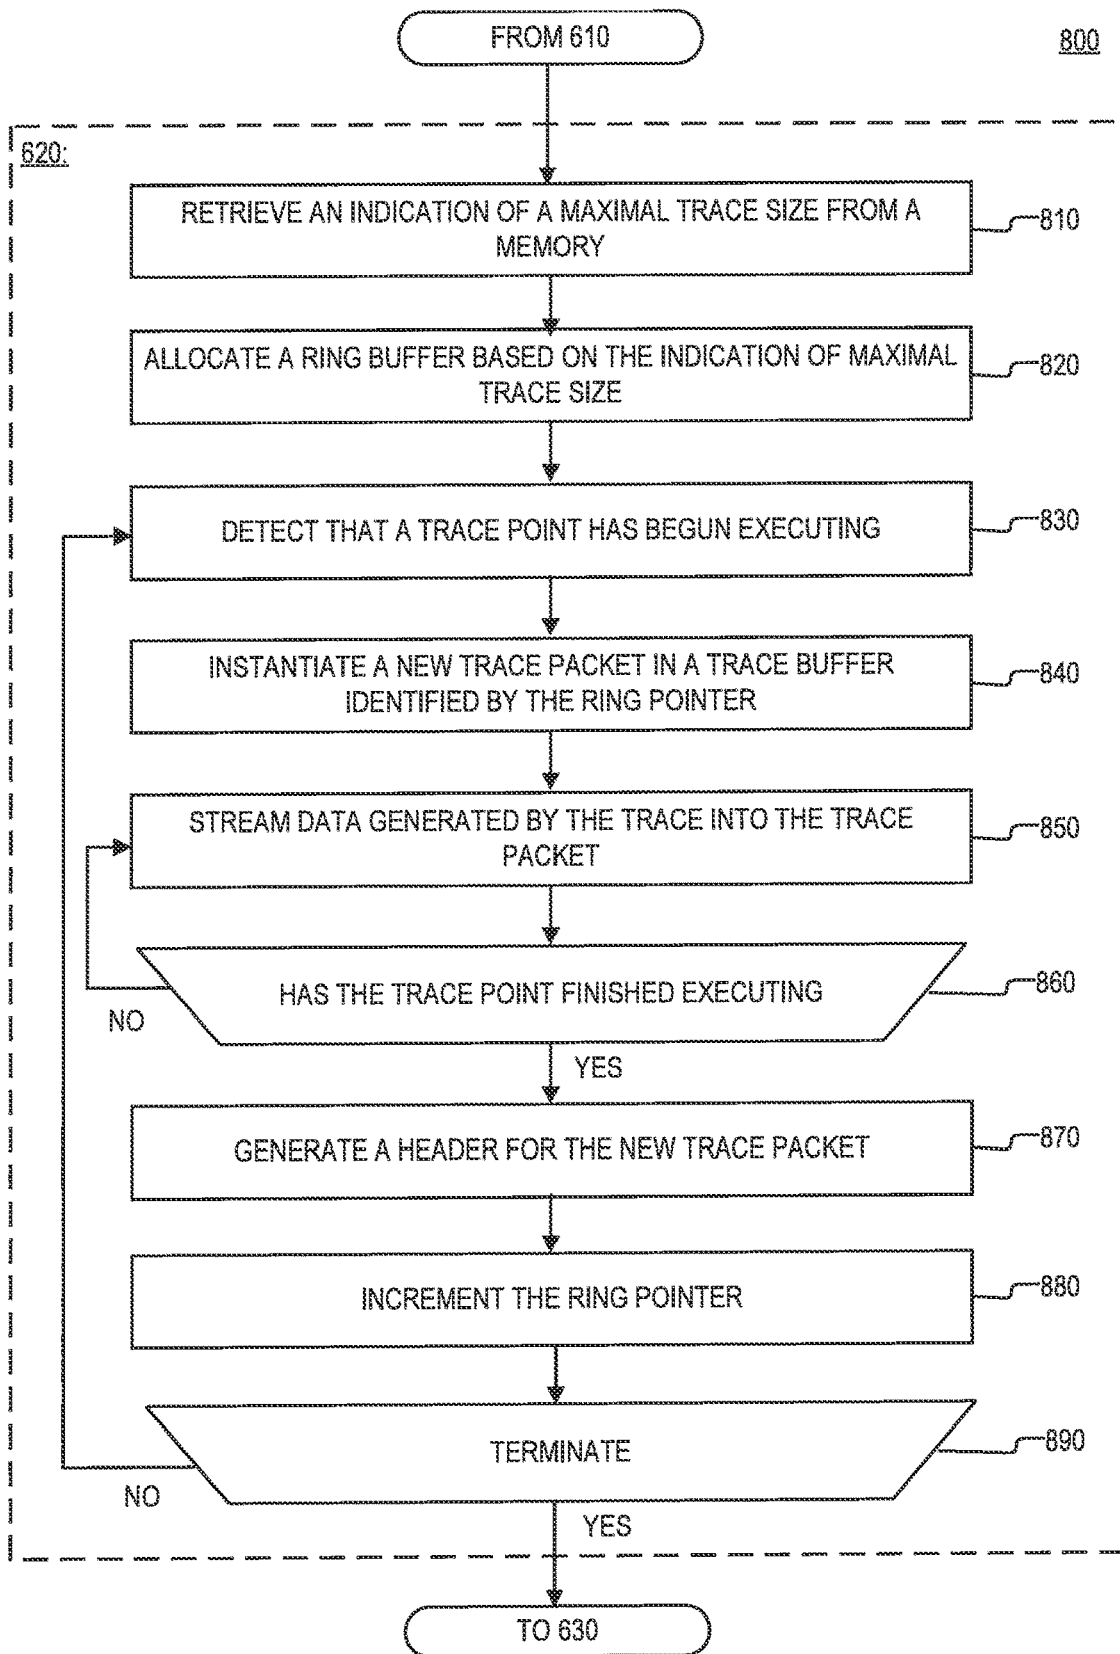 FROM 610
800
620:
RETRIEVE AN INDICATION OF A MAXIMAL TRACE SIZE FROM A
MEMORY
810
ALLOCATE A RING BUFFER BASED ON THE INDICATION OF MAXIMAL
TRACE SIZE
820
DETECT THAT A TRACE POINT HAS BEGUN EXECUTING
830
INSTANTIATE A NEW TRACE PACKET IN A TRACE BUFFER
IDENTIFIED BY THE RING POINTER
840
STREAM DATA GENERATED BY THE TRACE INTO THE TRACE
PACKET
850
HAS THE TRACE POINT FINISHED EXECUTING
860
NO
YES
GENERATE A HEADER FOR THE NEW TRACE PACKET
870
INCREMENT THE RING POINTER
880
TERMINATE
890
NO
YES
TO 630